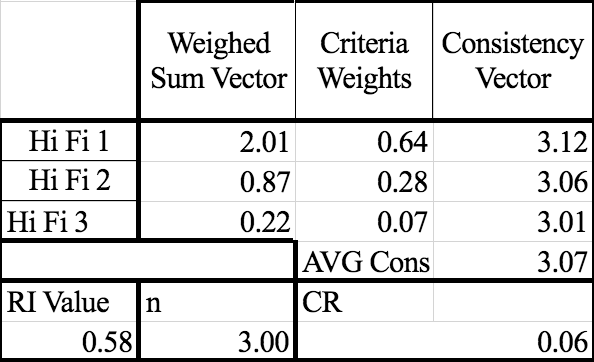 Weighed Sum Vector Criteria Weights Consistency Vector
Hi Fi 1 2.01 0.64 3.12
Hi Fi 2 0.87 0.28 3.06
Hi Fi 3 0.22 0.07 3.01
AVG Cons 3.07
RI Value n CR
0.58 3.00 0.06